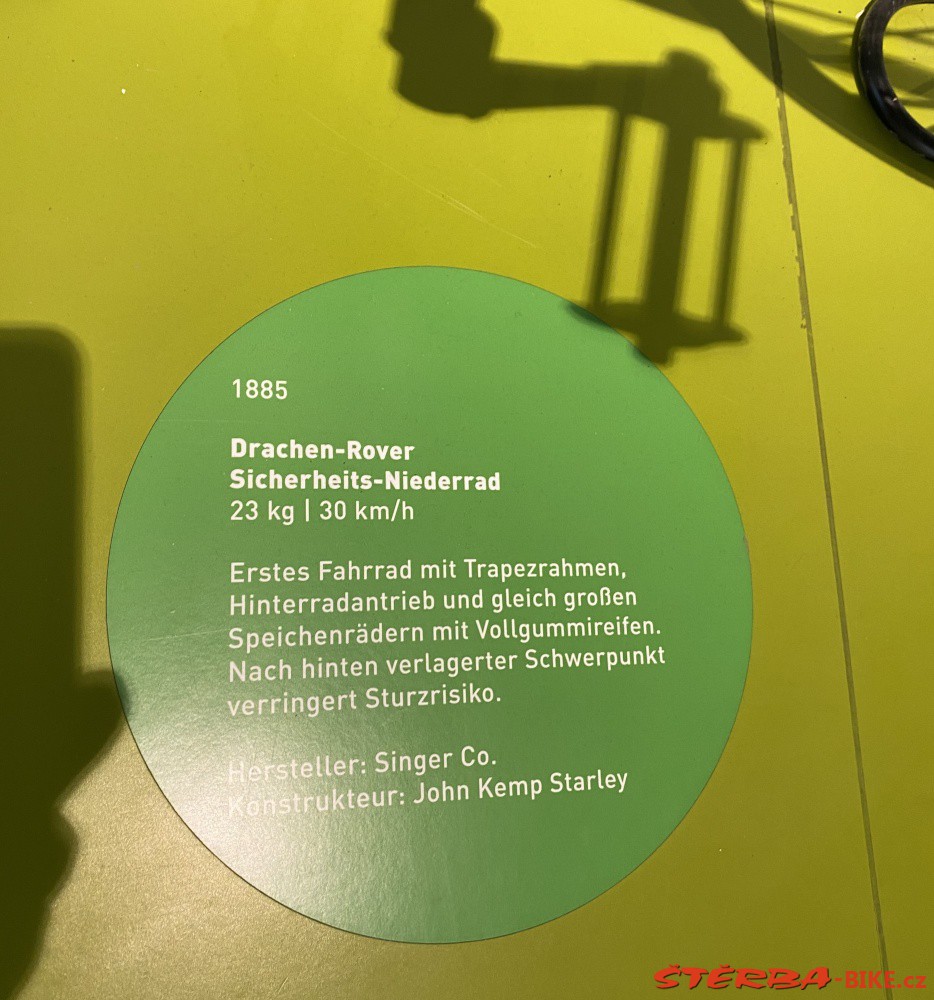 1885
Drachen-Rover
Sicherheits-Niederrad
23 kg | 30 km/h
Erstes Fahrrad mit Trapezrahmen,
Hinterradantrieb und gleich großen
Speichenrädern mit Vollgummireifen.
Nach hinten verlagerter Schwerpunkt
verringert Sturzrisiko.
Hersteller: Singer Co.
Konstrukteur: John Kemp Starley
ŠTĚRBA-BIKE.cz